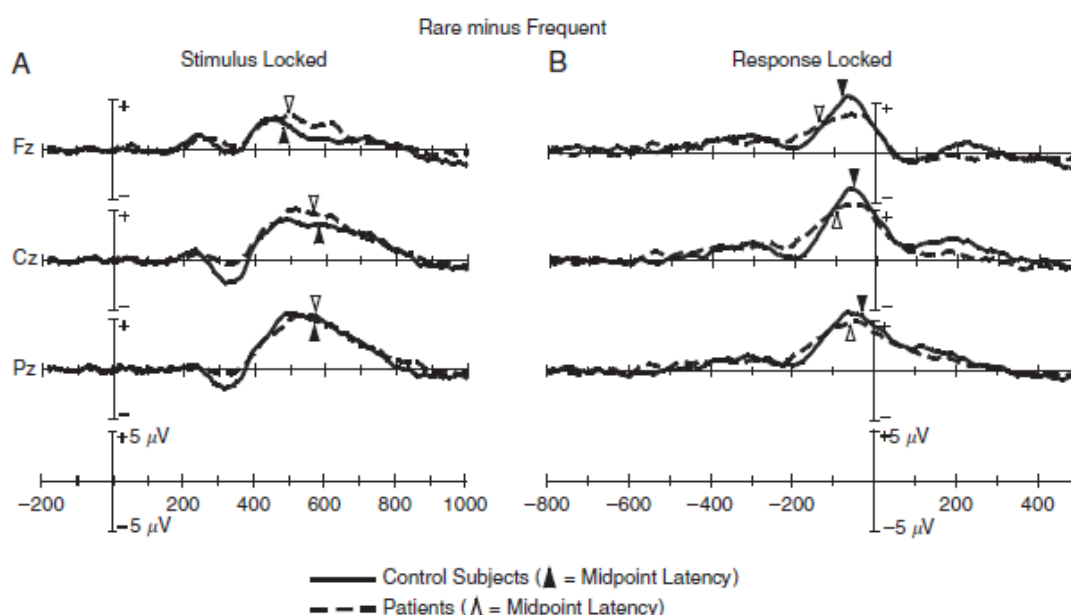 Rare minus Frequent
A Stimulus Locked
B Response Locked
Fz
+
−
+
−
Cz
+
−
+
−
Pz
+
−
+
−
+5 μV
−5 μV
+5 μV
−5 μV
−200 200 400 600 800 1000
−800 −600 −400 −200 200 400
Control Subjects (▲ = Midpoint Latency)
Patients (△ = Midpoint Latency)